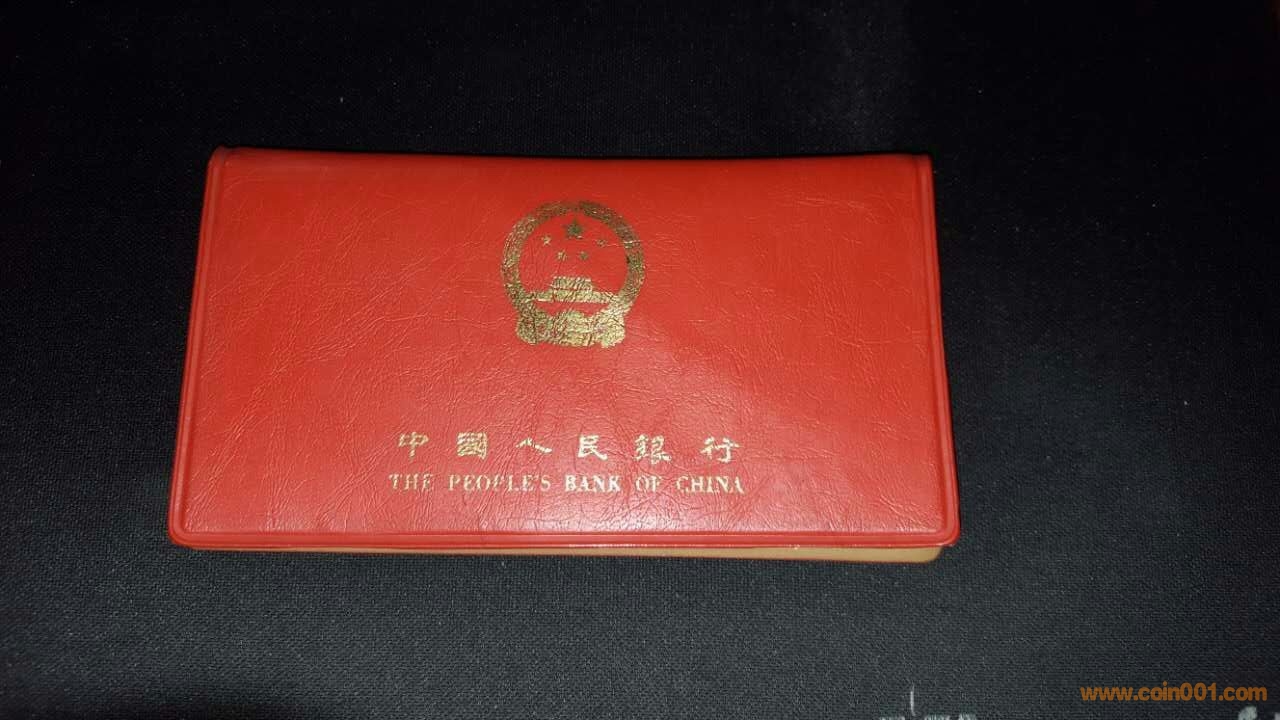 中國人民銀行
THE PEOPLE'S BANK OF CHINA
www.coin001.com